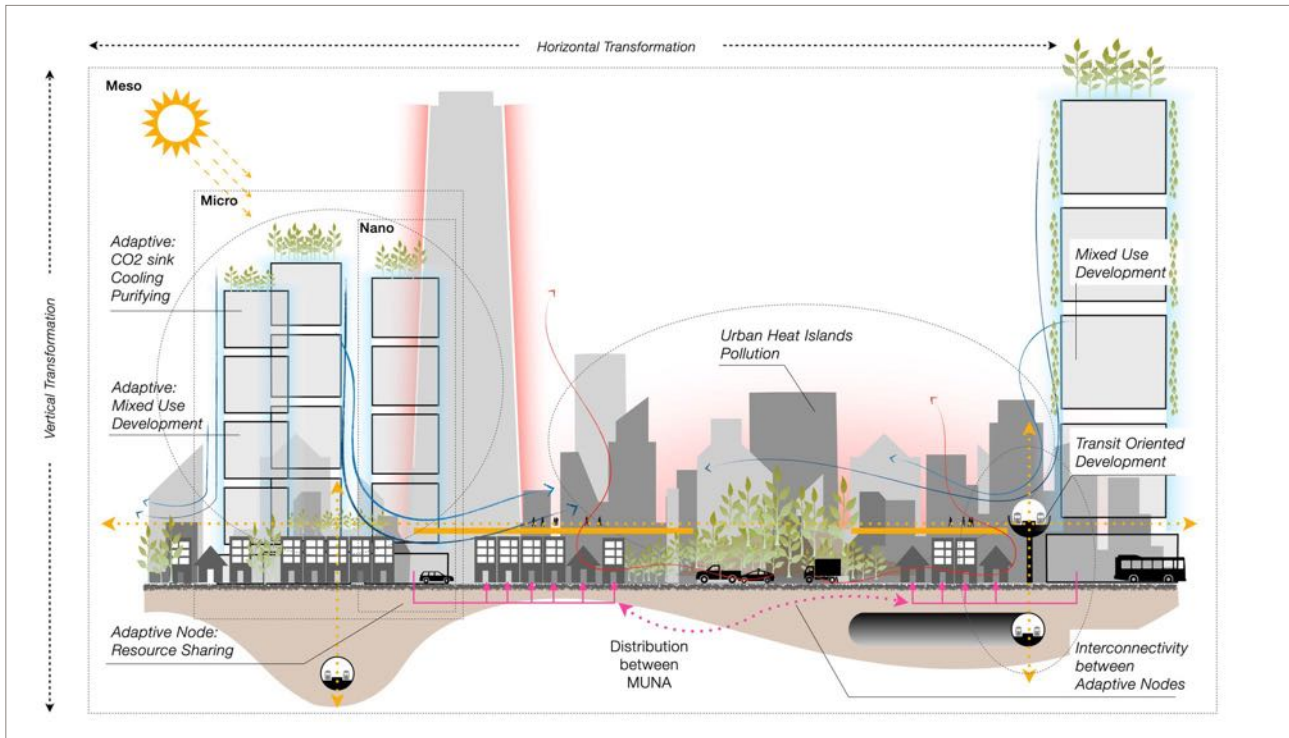 Horizontal Transformation
Vertical Transformation
Meso
Micro
Nano
Adaptive:
CO2 sink
Cooling
Purifying
Adaptive:
Mixed Use
Development
Urban Heat Islands
Pollution
Mixed Use
Development
Transit Oriented
Development
Adaptive Node:
Resource Sharing
Distribution
between
MUNA
Interconnectivity
between
Adaptive Nodes